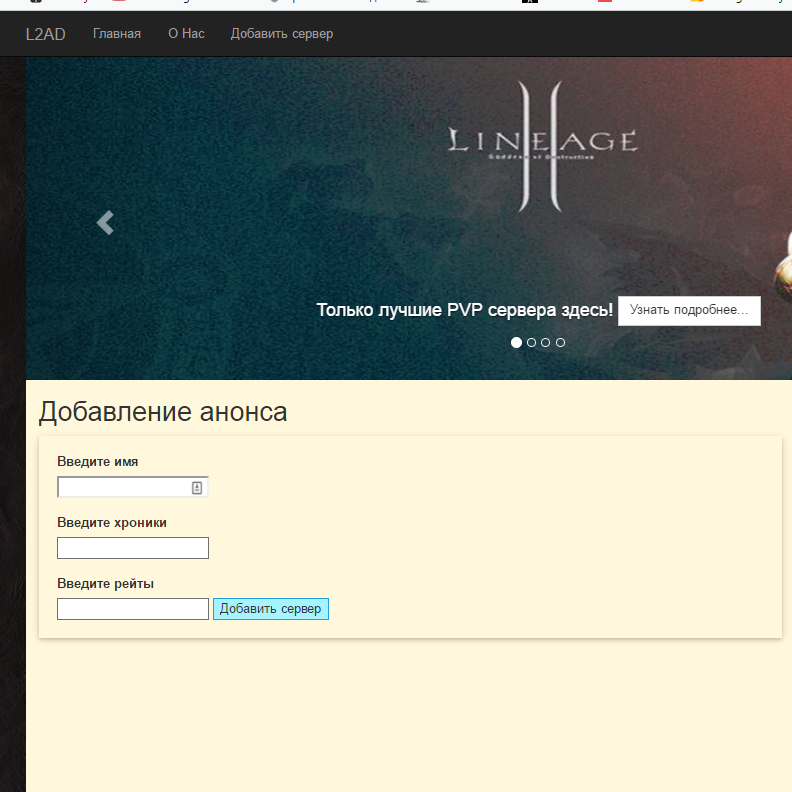 L2AD Главная О Нас Добавить сервер
LINEAGE
II
Goddess of Destruction
Только лучшие PVP сервера здесь! Узнать подробнее...
Добавление анонса
Введите имя
Введите хроники
Введите рейты
Добавить сервер